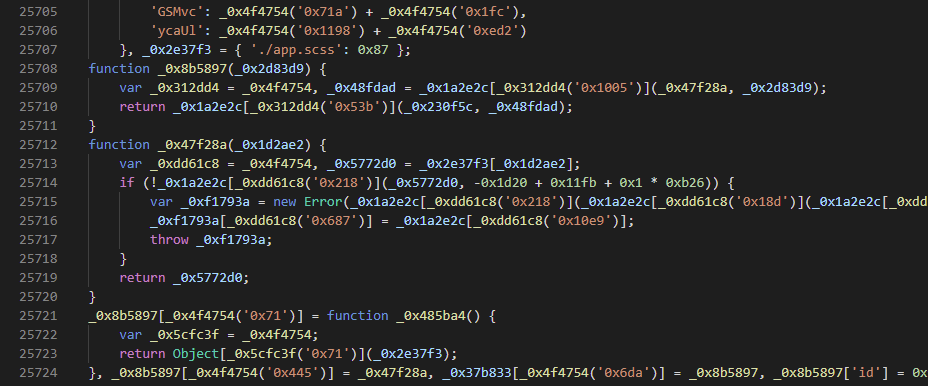 25705 'GSMvc': _0x4f4754('0x71a') + _0x4f4754('0x1fc'),
25706 'ycaUl': _0x4f4754('0x1198') + _0x4f4754('0xed2')
25707 }, _0x2e37f3 = { './app.scss': 0x87 };
25708 function _0x8b5897(_0x2d83d9) {
25709 var _0x312dd4 = _0x4f4754, _0x48fdad = _0x1a2e2c[_0x312dd4('0x1005')](_0x47f28a, _0x2d83d9);
25710 return _0x1a2e2c[_0x312dd4('0x53b')](_0x230f5c, _0x48fdad);
25711 }
25712 function _0x47f28a(_0x1d2ae2) {
25713 var _0xdd61c8 = _0x4f4754, _0x5772d0 = _0x2e37f3[_0x1d2ae2];
25714 if (!_0x1a2e2c[_0xdd61c8('0x218')](_0x5772d0, -0x1d20 + 0x11fb + 0x1 * 0xb26)) {
25715 var _0xf1793a = new Error(_0x1a2e2c[_0xdd61c8('0x218')](_0x1a2e2c[_0xdd61c8('0x18d')](_0x1a2e2c[_0xdd
25716 _0xf1793a[_0xdd61c8('0x687')] = _0x1a2e2c[_0xdd61c8('0x10e9')];
25717 throw _0xf1793a;
25718 }
25719 return _0x5772d0;
25720 }
25721 _0x8b5897[_0x4f4754('0x71')] = function _0x485ba4() {
25722 var _0x5cfc3f = _0x4f4754;
25723 return Object[_0x5cfc3f('0x71')](_0x2e37f3);
25724 }, _0x8b5897[_0x4f4754('0x445')] = _0x47f28a, _0x37b833[_0x4f4754('0x6da')] = _0x8b5897, _0x8b5897['id'] = 0x